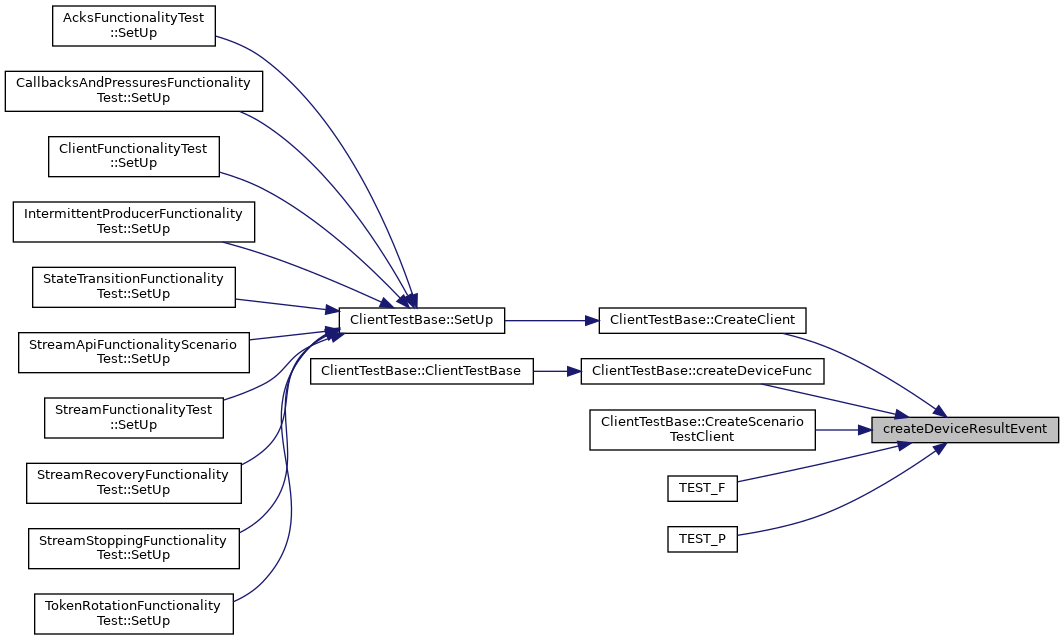 AcksFunctionalityTest
::SetUp
CallbacksAndPressuresFunctionality
Test::SetUp
ClientFunctionalityTest
::SetUp
IntermittentProducerFunctionality
Test::SetUp
StateTransitionFunctionality
Test::SetUp
StreamApiFunctionalityScenario
Test::SetUp
StreamFunctionalityTest
::SetUp
StreamRecoveryFunctionality
Test::SetUp
StreamStoppingFunctionality
Test::SetUp
TokenRotationFunctionality
Test::SetUp
ClientTestBase::SetUp
ClientTestBase::ClientTestBase
ClientTestBase::CreateClient
ClientTestBase::createDeviceFunc
ClientTestBase::CreateScenario
TestClient
TEST_F
TEST_P
createDeviceResultEvent